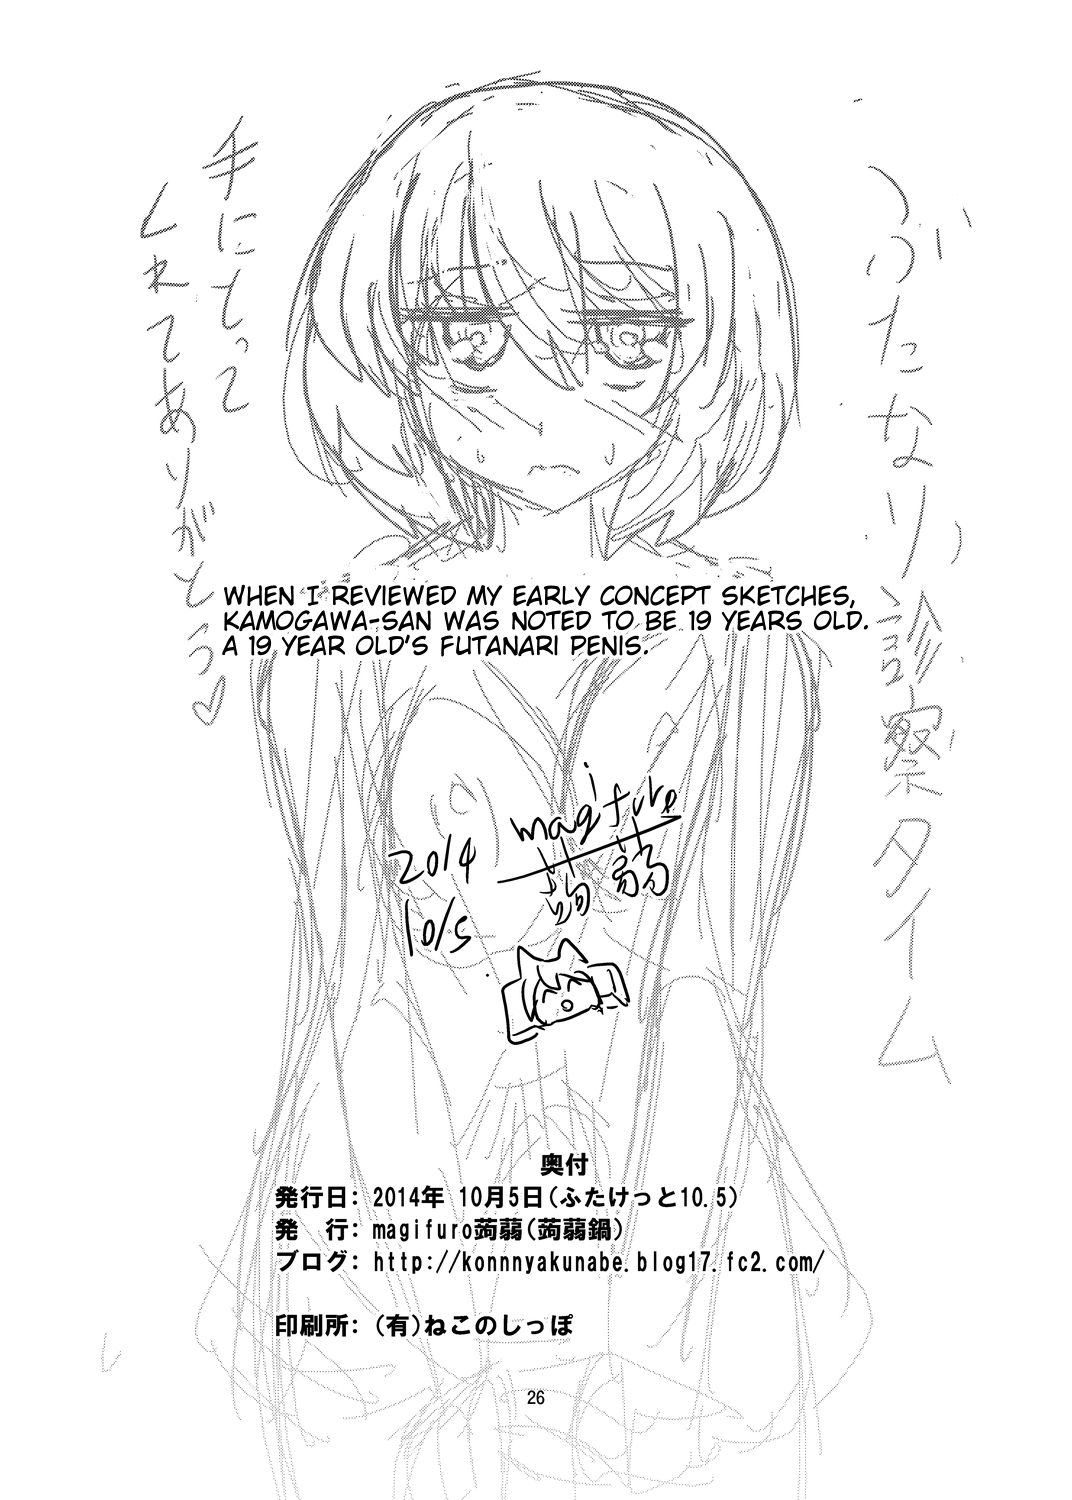 ふたなり診察タイム
手にもって
くれてありがとう♡
WHEN I REVIEWED MY EARLY CONCEPT SKETCHES,
KAMOGAWA-SAN WAS NOTED TO BE 19 YEARS OLD.
A 19 YEAR OLD'S FUTANARI PENIS.
magifuro
蒟蒻
2014
10/5
奥付
発行日: 2014年 10月5日(ふたけっと10.5)
発 行: magifuro蒟蒻(蒟蒻鍋)
ブログ: http://konnnyakunabe.blog17.fc2.com/
印刷所: (有)ねこのしっぽ
26